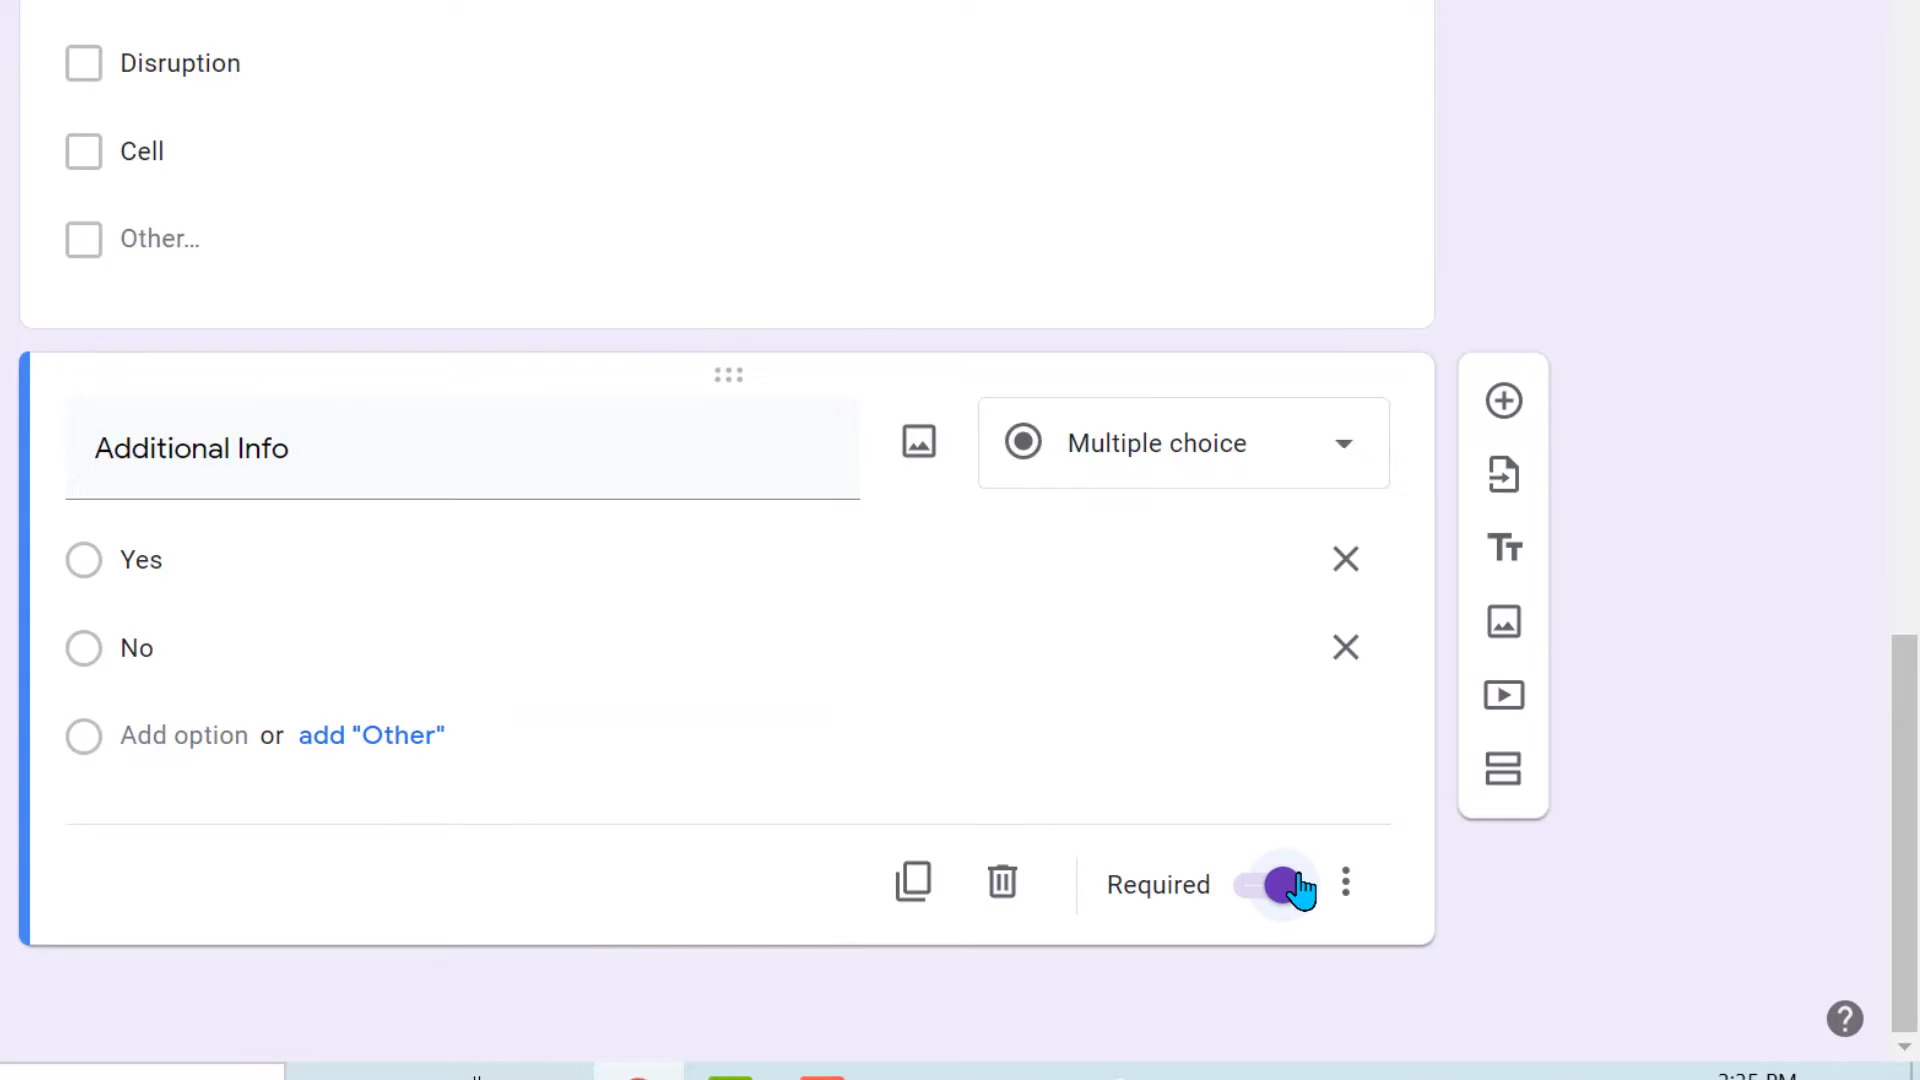 Disruption
Cell
Other...
Additional Info
Multiple choice
Yes
No
Add option or add "Other"
Required